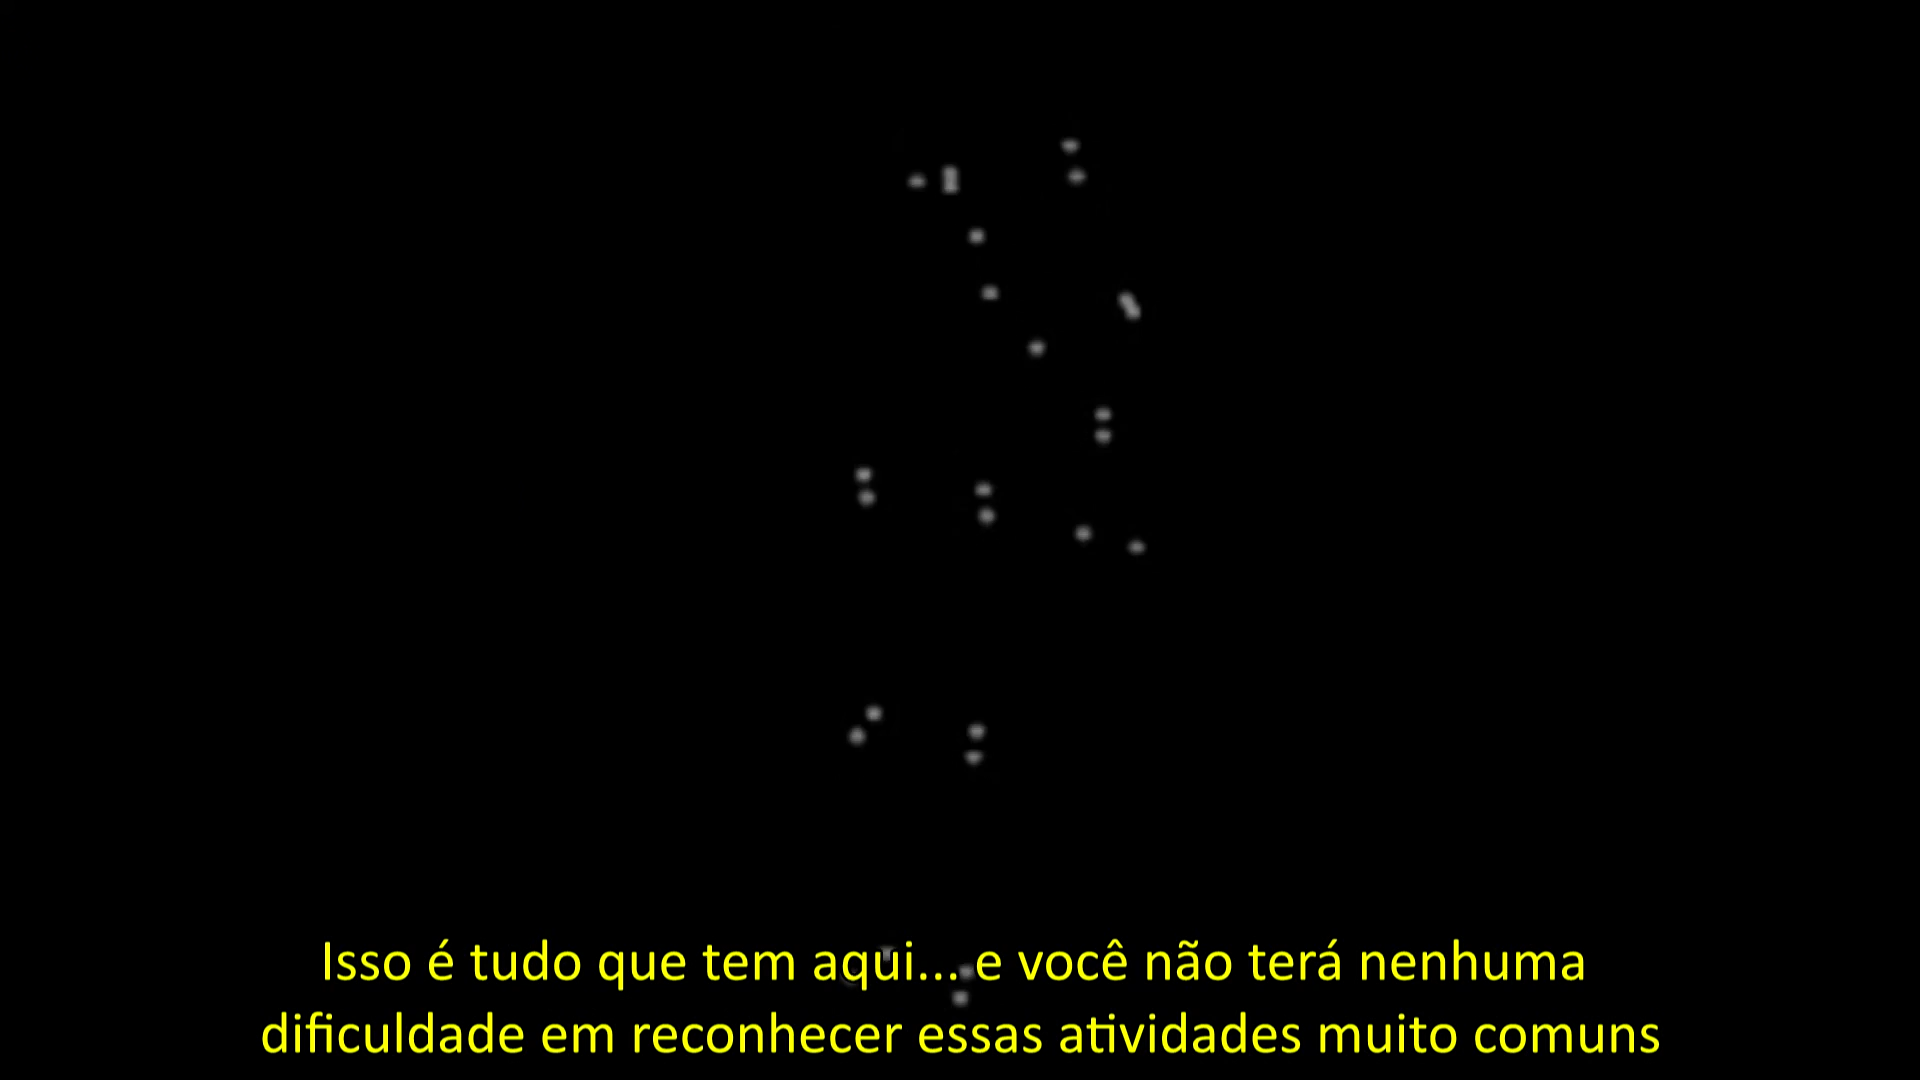 Isso é tudo que tem aqui... e você não terá nenhuma
dificuldade em reconhecer essas atividades muito comuns